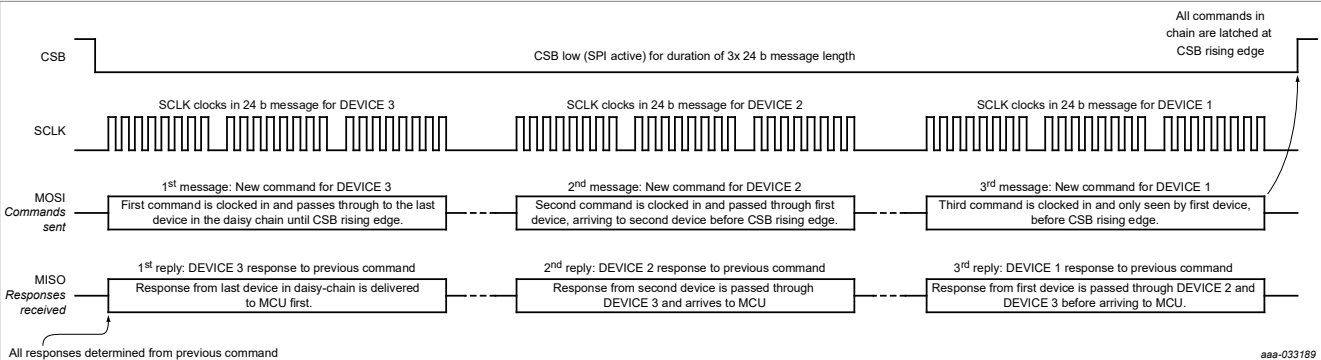 All commands in
chain are latched at
CSB rising edge
CSB
CSB low (SPI active) for duration of 3x 24 b message length
SCLK clocks in 24 b message for DEVICE 3
SCLK clocks in 24 b message for DEVICE 2
SCLK clocks in 24 b message for DEVICE 1
SCLK
1st message: New command for DEVICE 3
2nd message: New command for DEVICE 2
3rd message: New command for DEVICE 1
MOSI
Commands
sent
First command is clocked in and passes through to the last
device in the daisy chain until CSB rising edge.
Second command is clocked in and passed through first
device, arriving to second device before CSB rising edge.
Third command is clocked in and only seen by first device,
before CSB rising edge.
1st reply: DEVICE 3 response to previous command
2nd reply: DEVICE 2 response to previous command
3rd reply: DEVICE 1 response to previous command
MISO
Responses
received
Response from last device in daisy-chain is delivered
to MCU first.
Response from second device is passed through
DEVICE 3 and arrives to MCU
Response from first device is passed through DEVICE 2 and
DEVICE 3 before arriving to MCU.
All responses determined from previous command
aaa-033189